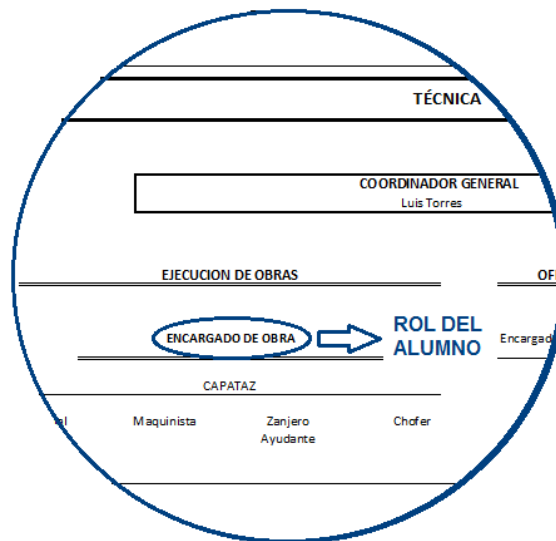 TÉCNICA
COORDINADOR GENERAL
Luis Torres
EJECUCION DE OBRAS
ENCARGADO DE OBRA
ROL DEL
ALUMNO
CAPATAZ
Maquinista
Zanjero
Ayudante
Chofer